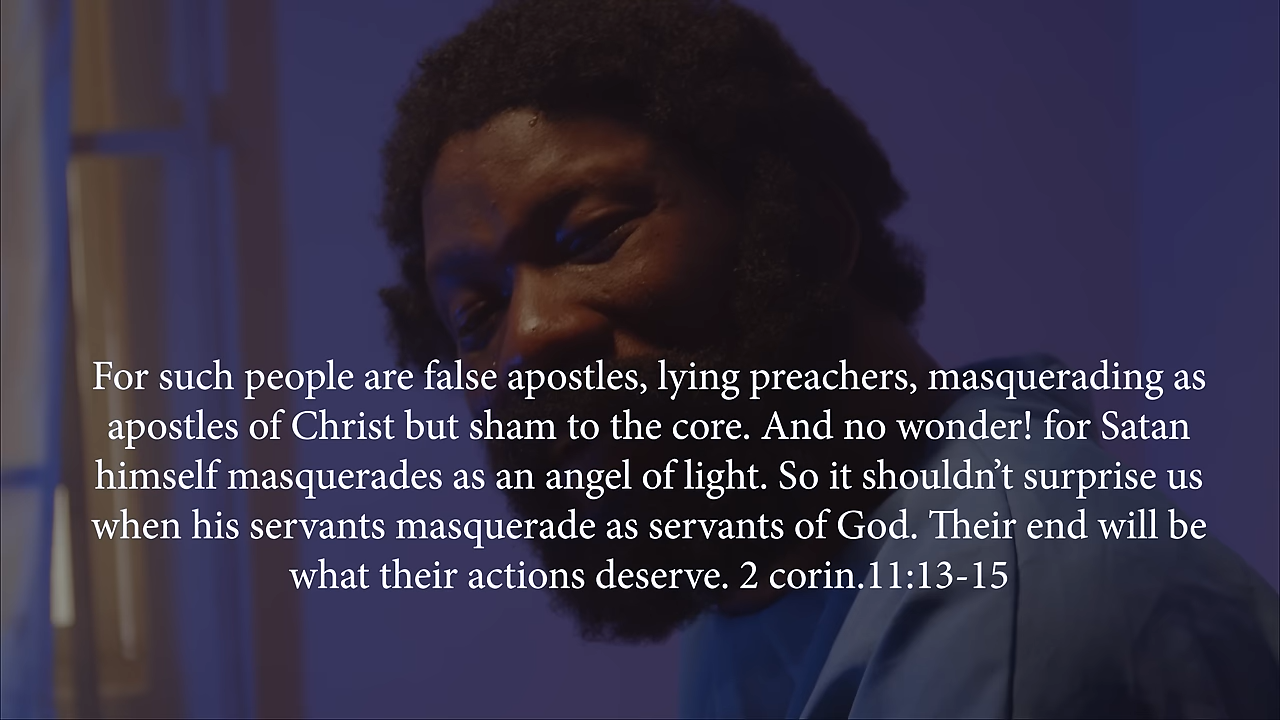 For such people are false apostles, lying preachers, masquerading as
apostles of Christ but sham to the core. And no wonder! for Satan
himself masquerades as an angel of light. So it shouldn’t surprise us
when his servants masquerade as servants of God. Their end will be
what their actions deserve. 2 corin.11:13-15